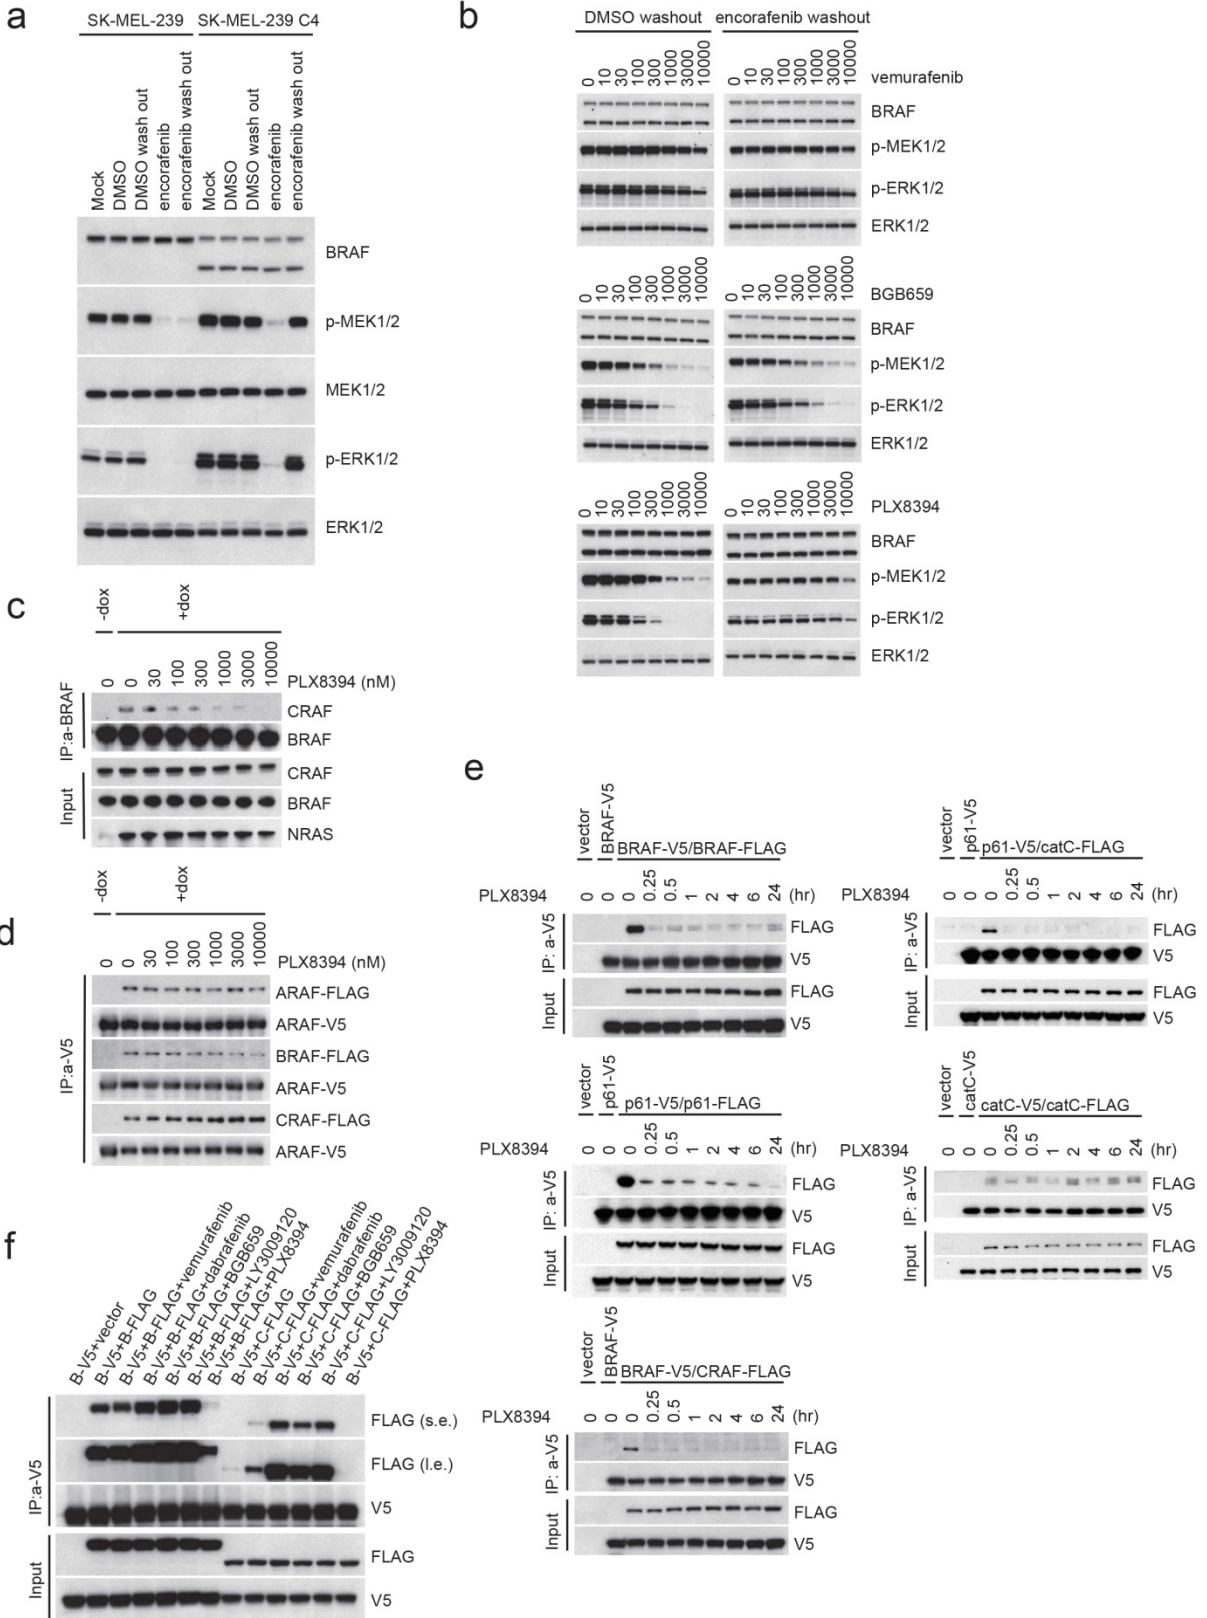 a
SK-MEL-239 SK-MEL-239 C4
Mock
DMSO
DMSO wash out
encorafenib
encorafenib wash out
Mock
DMSO
DMSO wash out
encorafenib
encorafenib wash out
BRAF
p-MEK1/2
MEK1/2
p-ERK1/2
ERK1/2
b
DMSO washout encorafenib washout
0 10 30 100 300 1000 3000 10000 0 10 30 100 300 1000 3000 10000 vemurafenib
BRAF
p-MEK1/2
p-ERK1/2
ERK1/2
0 10 30 100 300 1000 3000 10000 0 10 30 100 300 1000 3000 10000 BGB659
BRAF
p-MEK1/2
p-ERK1/2
ERK1/2
0 10 30 100 300 1000 3000 10000 0 10 30 100 300 1000 3000 10000 PLX8394
BRAF
p-MEK1/2
p-ERK1/2
ERK1/2
c
-dox +dox
0 0 30 100 300 1000 3000 10000 PLX8394 (nM)
IP:a-BRAF
CRAF
BRAF
Input
CRAF
BRAF
NRAS
d
-dox +dox
0 0 30 100 300 1000 3000 10000 PLX8394 (nM)
IP:a-V5
ARAF-FLAG
ARAF-V5
BRAF-FLAG
ARAF-V5
CRAF-FLAG
ARAF-V5
e
vector BRAF-V5 BRAF-V5/BRAF-FLAG
PLX8394 0 0 0 0.25 0.5 1 2 4 6 24 (hr)
IP: a-V5
FLAG
V5
Input
FLAG
V5
vector p61-V5 p61-V5/catC-FLAG
PLX8394 0 0 0 0.25 0.5 1 2 4 6 24 (hr)
IP: a-V5
FLAG
V5
Input
FLAG
V5
vector p61-V5 p61-V5/p61-FLAG
PLX8394 0 0 0 0.25 0.5 1 2 4 6 24 (hr)
IP: a-V5
FLAG
V5
Input
FLAG
V5
vector catC-V5 catC-V5/catC-FLAG
PLX8394 0 0 0 0.25 0.5 1 2 4 6 24 (hr)
IP: a-V5
FLAG
V5
Input
FLAG
V5
vector BRAF-V5 BRAF-V5/CRAF-FLAG
PLX8394 0 0 0 0.25 0.5 1 2 4 6 24 (hr)
IP: a-V5
FLAG
V5
Input
FLAG
V5
f
B-V5+vector
B-V5+B-FLAG
B-V5+B-FLAG+vemurafenib
B-V5+B-FLAG+dabrafenib
B-V5+B-FLAG+BGB659
B-V5+B-FLAG+LY3009120
B-V5+B-FLAG+PLX8394
B-V5+C-FLAG
B-V5+C-FLAG+vemurafenib
B-V5+C-FLAG+dabrafenib
B-V5+C-FLAG+BGB659
B-V5+C-FLAG+LY3009120
B-V5+C-FLAG+PLX8394
IP:a-V5
FLAG (s.e.)
FLAG (l.e.)
V5
Input
FLAG
V5